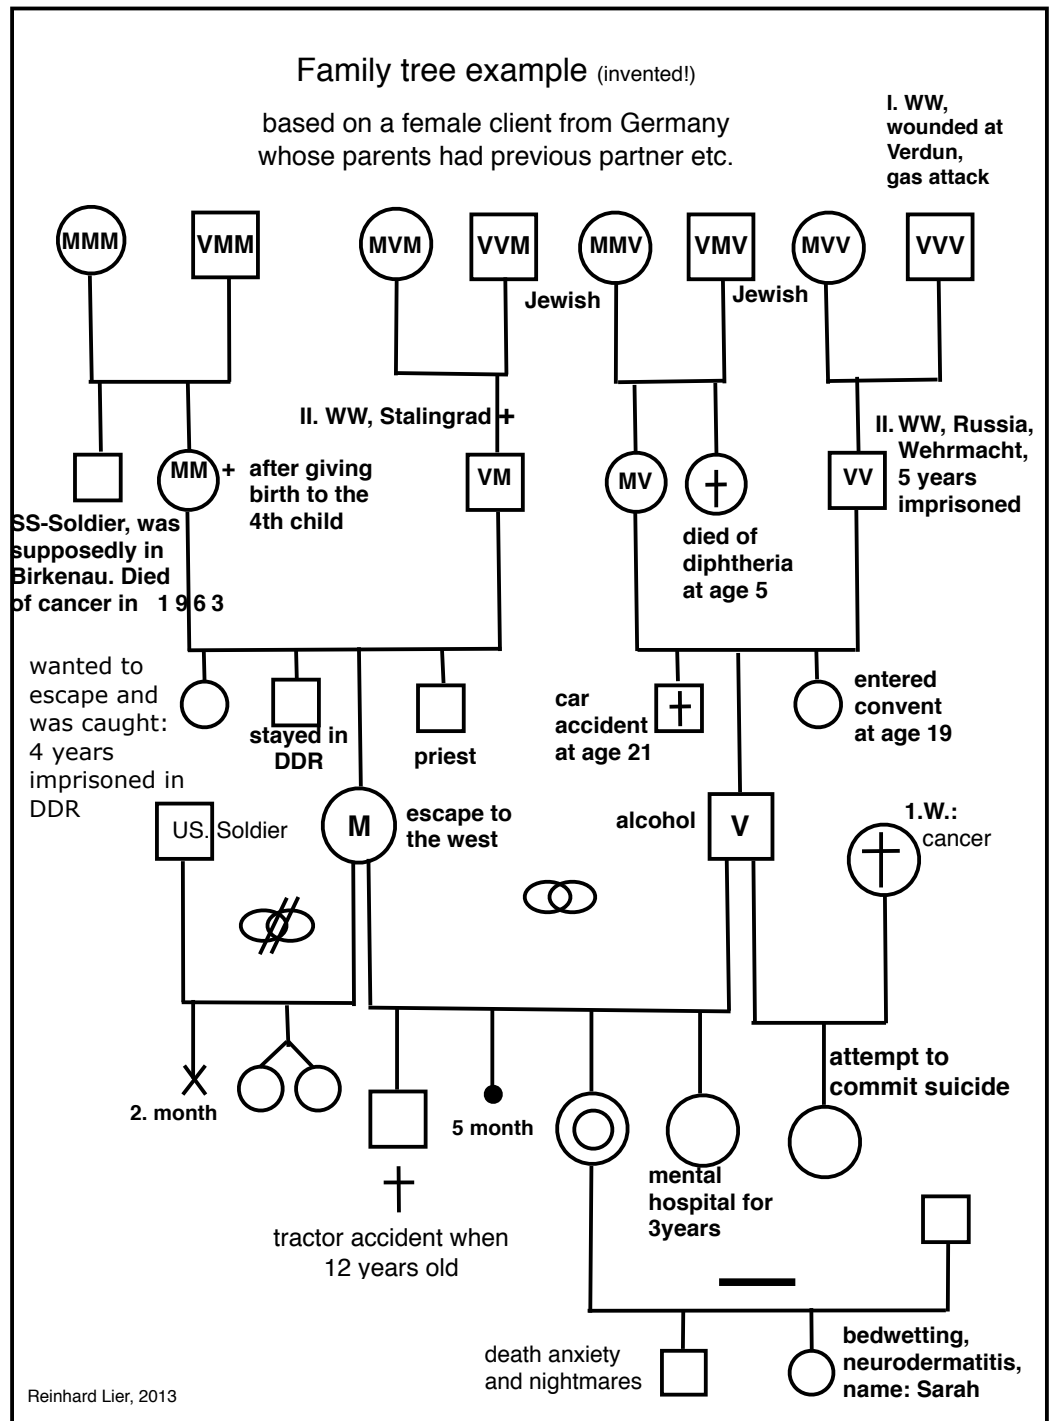 Family tree example (invented!)
based on a female client from Germany
whose parents had previous partner etc.
I. WW,
wounded at
Verdun,
gas attack
MMM
VMM
MVM
VVM
MMV
VMV
MVV
VVV
Jewish
Jewish
II. WW, Stalingrad +
II. WW, Russia,
Wehrmacht,
5 years
imprisoned
MM +
after giving
birth to the
4th child
VM
MV
VV
SS-Soldier, was
supposedly in
Birkenau. Died
of cancer in 1963
died of
diphtheria
at age 5
wanted to
escape and
was caught:
4 years
imprisoned in
DDR
stayed in
DDR
priest
car
accident
at age 21
entered
convent
at age 19
US. Soldier
M
escape to
the west
alcohol
V
1.W.:
cancer
2. month
5 month
attempt to
commit suicide
mental
hospital for
3years
tractor accident when
12 years old
death anxiety
and nightmares
bedwetting,
neurodermatitis,
name: Sarah
Reinhard Lier, 2013